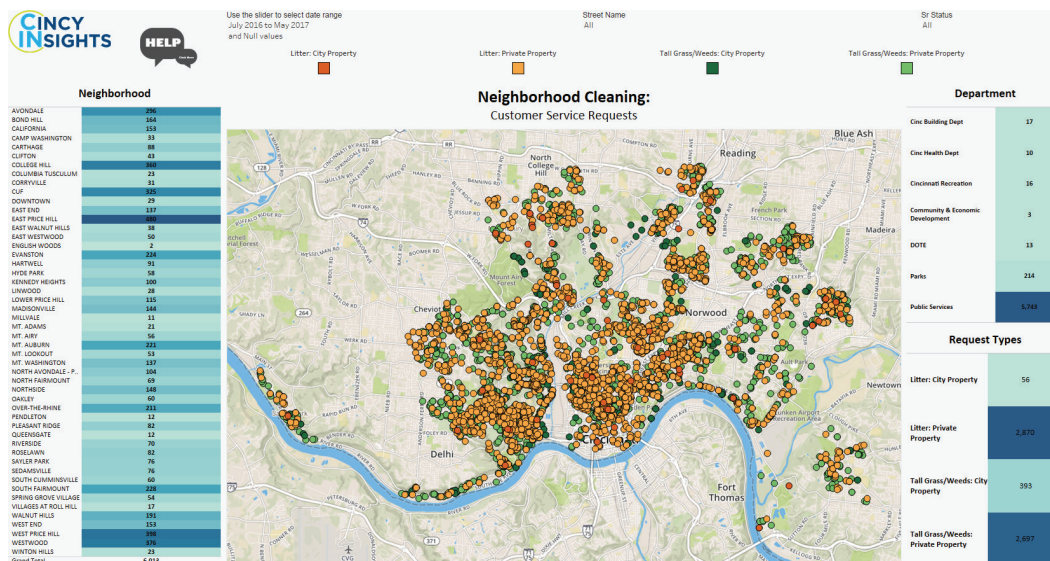 CINCY
INSIGHTS
HELP
Use the slider to select date range
July 2016 to May 2017
and Null values
Street Name
All
Sr Status
All
Litter: City Property
Litter: Private Property
Tall Grass/Weeds: City Property
Tall Grass/Weeds: Private Property
Neighborhood
AVONDALE 296
BOND HILL 164
CALIFORNIA 153
CAMP WASHINGTON 33
CARTHAGE 88
CLIFTON 43
COLLEGE HILL 360
COLUMBIA TUSCULUM 23
CORRYVILLE 31
CUF 325
DOWNTOWN 29
EAST END 137
EAST PRICE HILL 480
EAST WALNUT HILLS 38
EAST WESTWOOD 50
ENGLISH WOODS 2
EVANSTON 224
HARTWELL 91
HYDE PARK 58
KENNEDY HEIGHTS 100
LINWOOD 28
LOWER PRICE HILL 115
MADISONVILLE 144
MILLVALE 11
MT. ADAMS 21
MT. AIRY 56
MT. AUBURN 221
MT. LOOKOUT 53
MT. WASHINGTON 137
NORTH AVONDALE - P.. 104
NORTH FAIRMOUNT 69
NORTHSIDE 148
OAKLEY 60
OVER-THE-RHINE 211
PENDLETON 12
PLEASANT RIDGE 82
QUEENSGATE 12
RIVERSIDE 70
ROSELAWN 82
SAYLER PARK 76
SEDAMSVILLE 76
SOUTH CUMMINSVILLE 60
SOUTH FAIRMOUNT 228
SPRING GROVE VILLAGE 54
VILLAGES AT ROLL HILL 17
WALNUT HILLS 191
WEST END 153
WEST PRICE HILL 398
WESTWOOD 376
WINTON HILLS 23
Grand Total 6,013
Neighborhood Cleaning:
Customer Service Requests
Blue Ash
Reading
North
College
Hill
Madeira
Mount Airy
Forest
Cheviot
Norwood
Ault Park
Newtown
Delhi
Fort
Thomas
128
74
264
371
CVG
RIVER RD
Department
Cinc Building Dept 17
Cinc Health Dept 10
Cincinnati Recreation 16
Community & Economic
Development 3
DOTE 13
Parks 214
Public Services 5,743
Request Types
Litter: City Property 56
Litter: Private
Property 2,870
Tall Grass/Weeds: City
Property 393
Tall Grass/Weeds:
Private Property 2,697